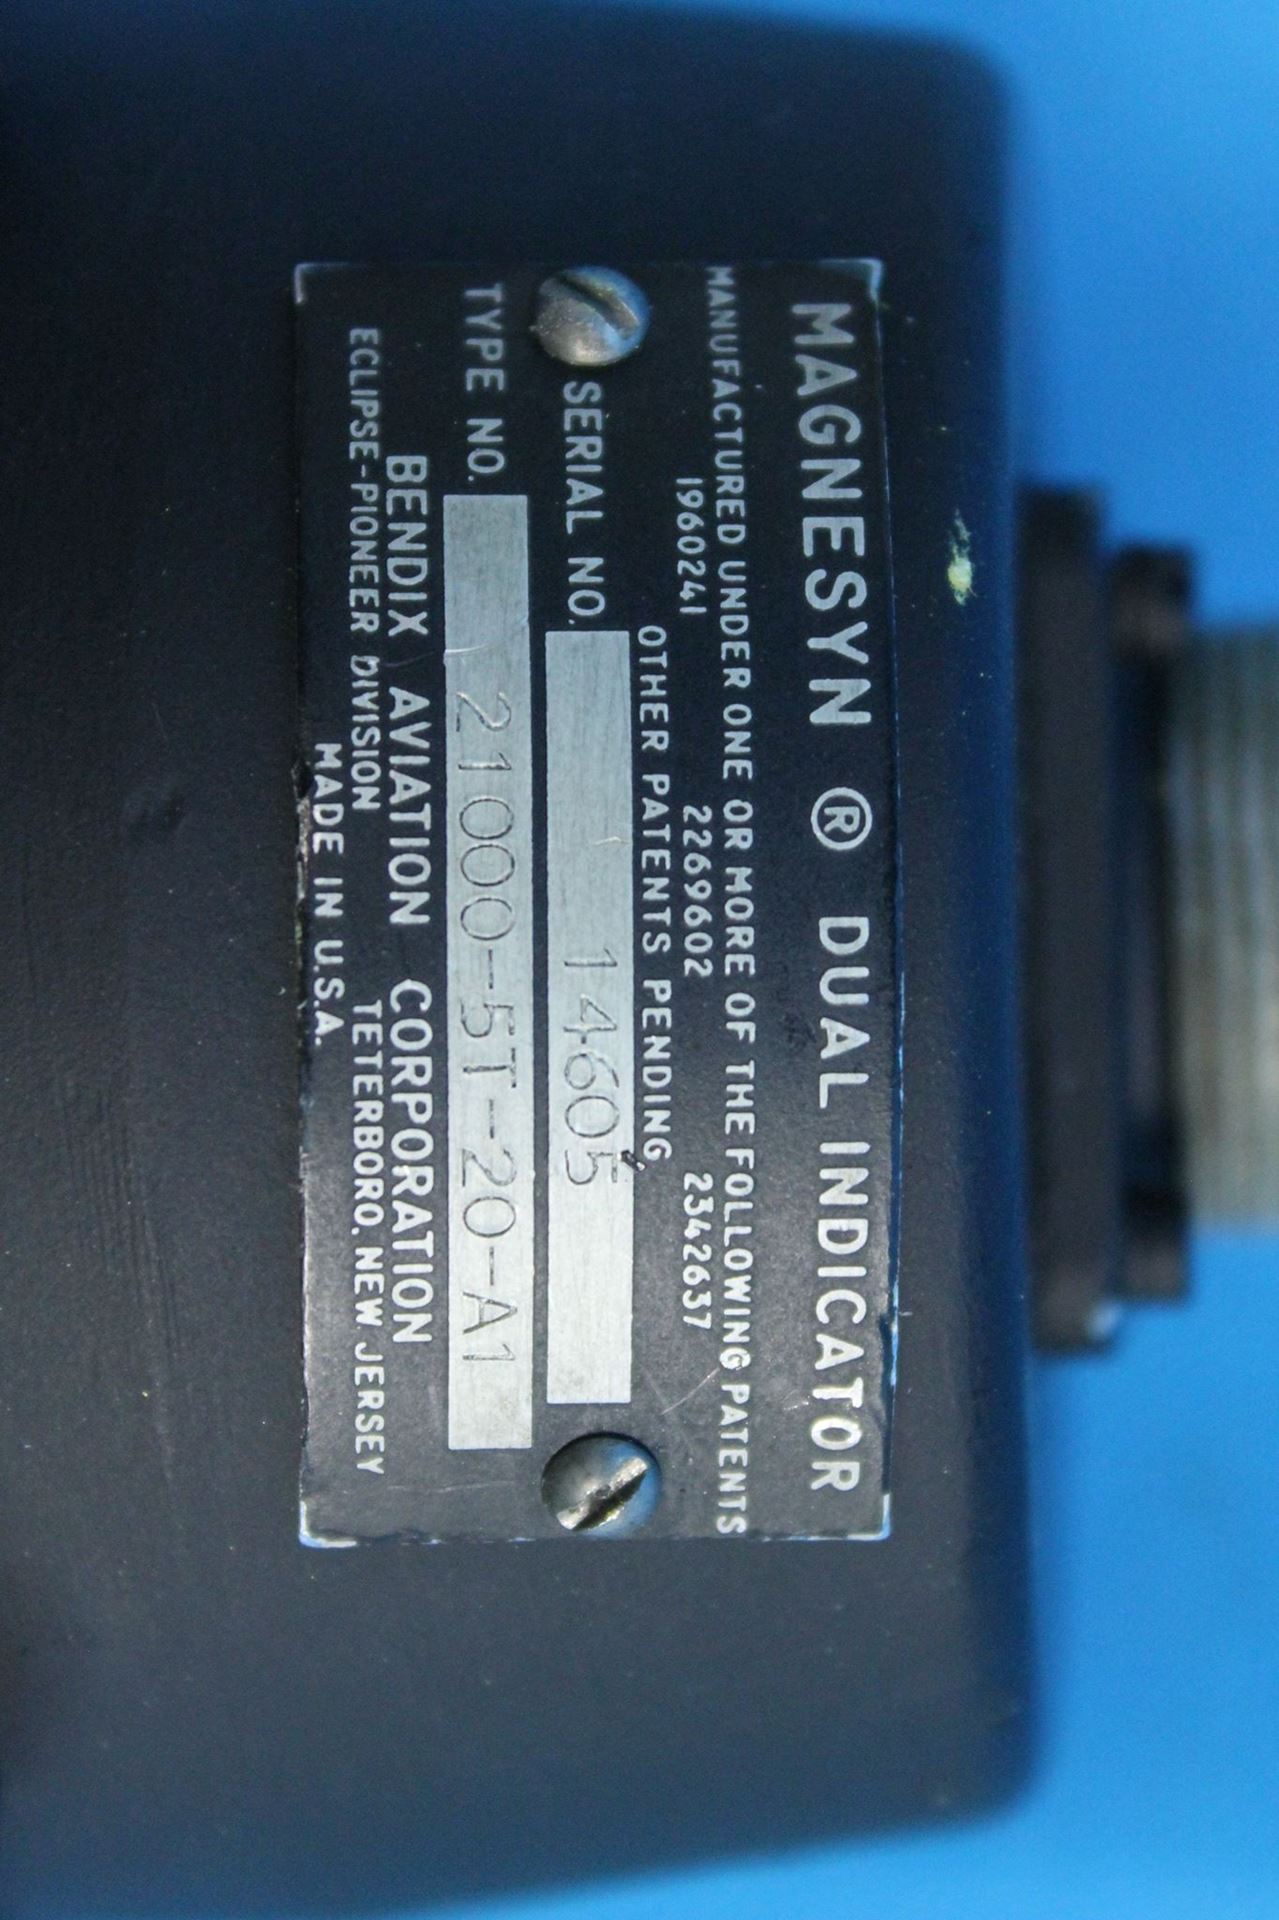 MAGNESYN ® DUAL INDICATOR
MANUFACTURED UNDER ONE OR MORE OF THE FOLLOWING PATENTS
1960241 2269602 2342637
OTHER PATENTS PENDING
SERIAL NO. 14605
TYPE NO. 21000-5T-20-A1
BENDIX AVIATION CORPORATION
ECLIPSE-PIONEER DIVISION TETERBORO, NEW JERSEY
MADE IN U.S.A.